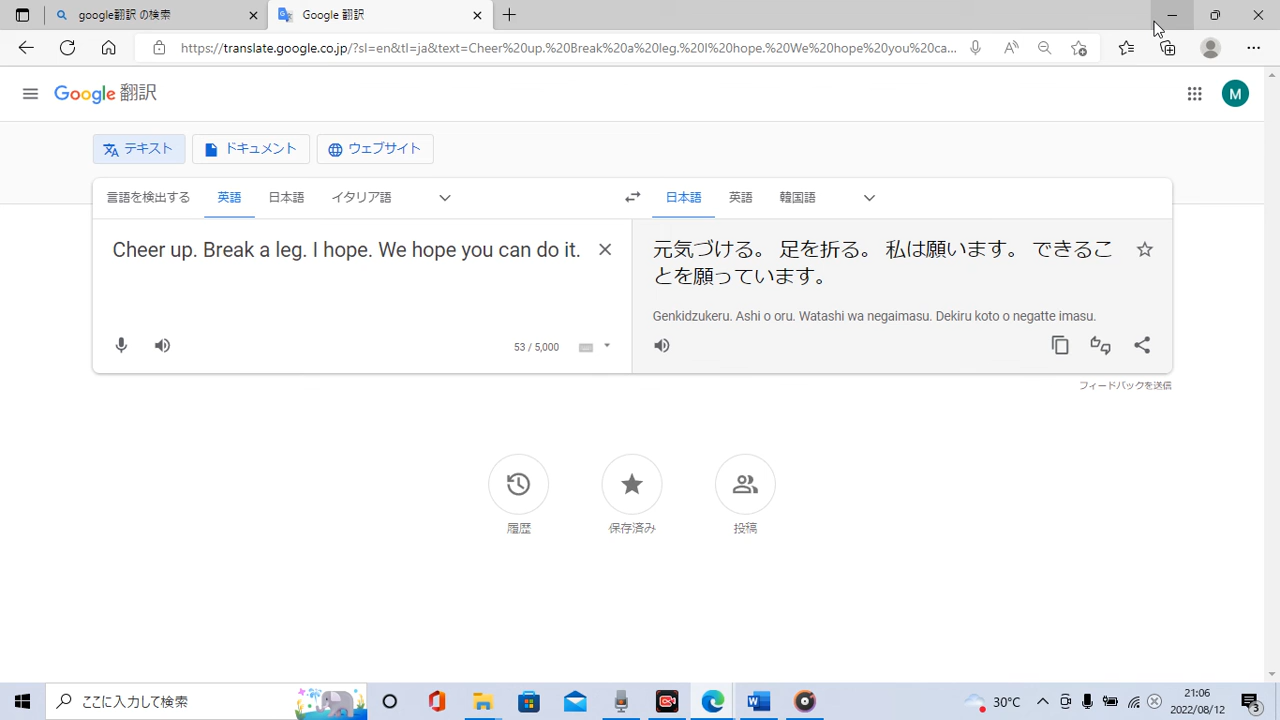 google翻訳 の検索
Google 翻訳
https://translate.google.co.jp/?sl=en&tl=ja&text=Cheer%20up.%20Break%20a%20leg.%20I%20hope.%20We%20hope%20you%20ca...
Google 翻訳
M
テキスト
ドキュメント
ウェブサイト
言語を検出する 英語 日本語 イタリア語
日本語 英語 韓国語
Cheer up. Break a leg. I hope. We hope you can do it.
元気づける。 足を折る。 私は願います。 できるこ
とを願っています。
Genkidzukeru. Ashi o oru. Watashi wa negaimasu. Dekiru koto o negatte imasu.
53 / 5,000
フィードバックを送信
履歴
保存済み
投稿
ここに入力して検索
30°C
21:06
2022/08/12
3